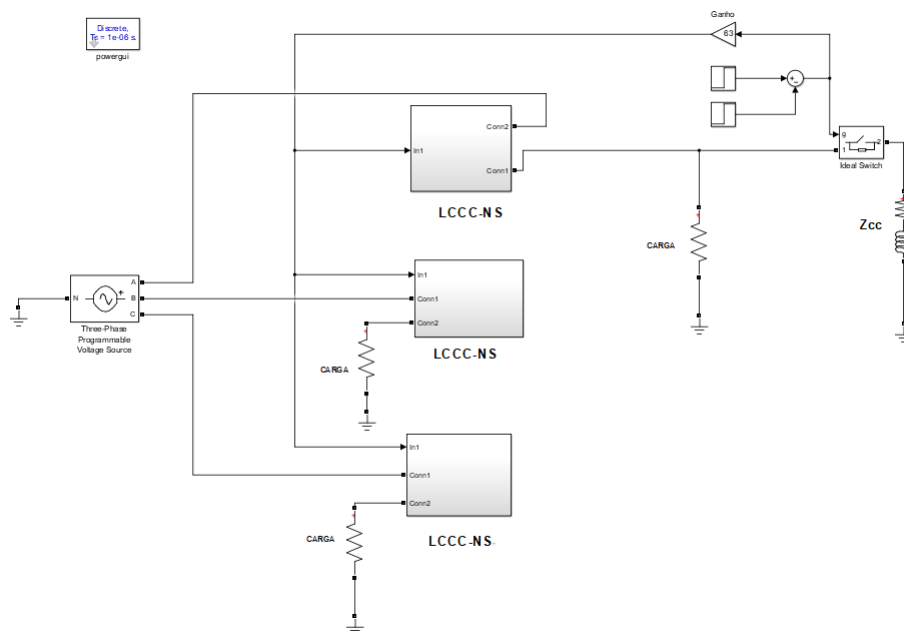 Discrete,
Ts = 1e-06 s.
powergui
Ganho
63
Conn2
In1
Conn1
LCCC-NS
g
1
2
Ideal Switch
CARGA
Zcc
In1
Conn1
Conn2
LCCC-NS
CARGA
N
A
B
C
Three-Phase
Programmable
Voltage Source
In1
Conn1
Conn2
LCCC-NS
CARGA